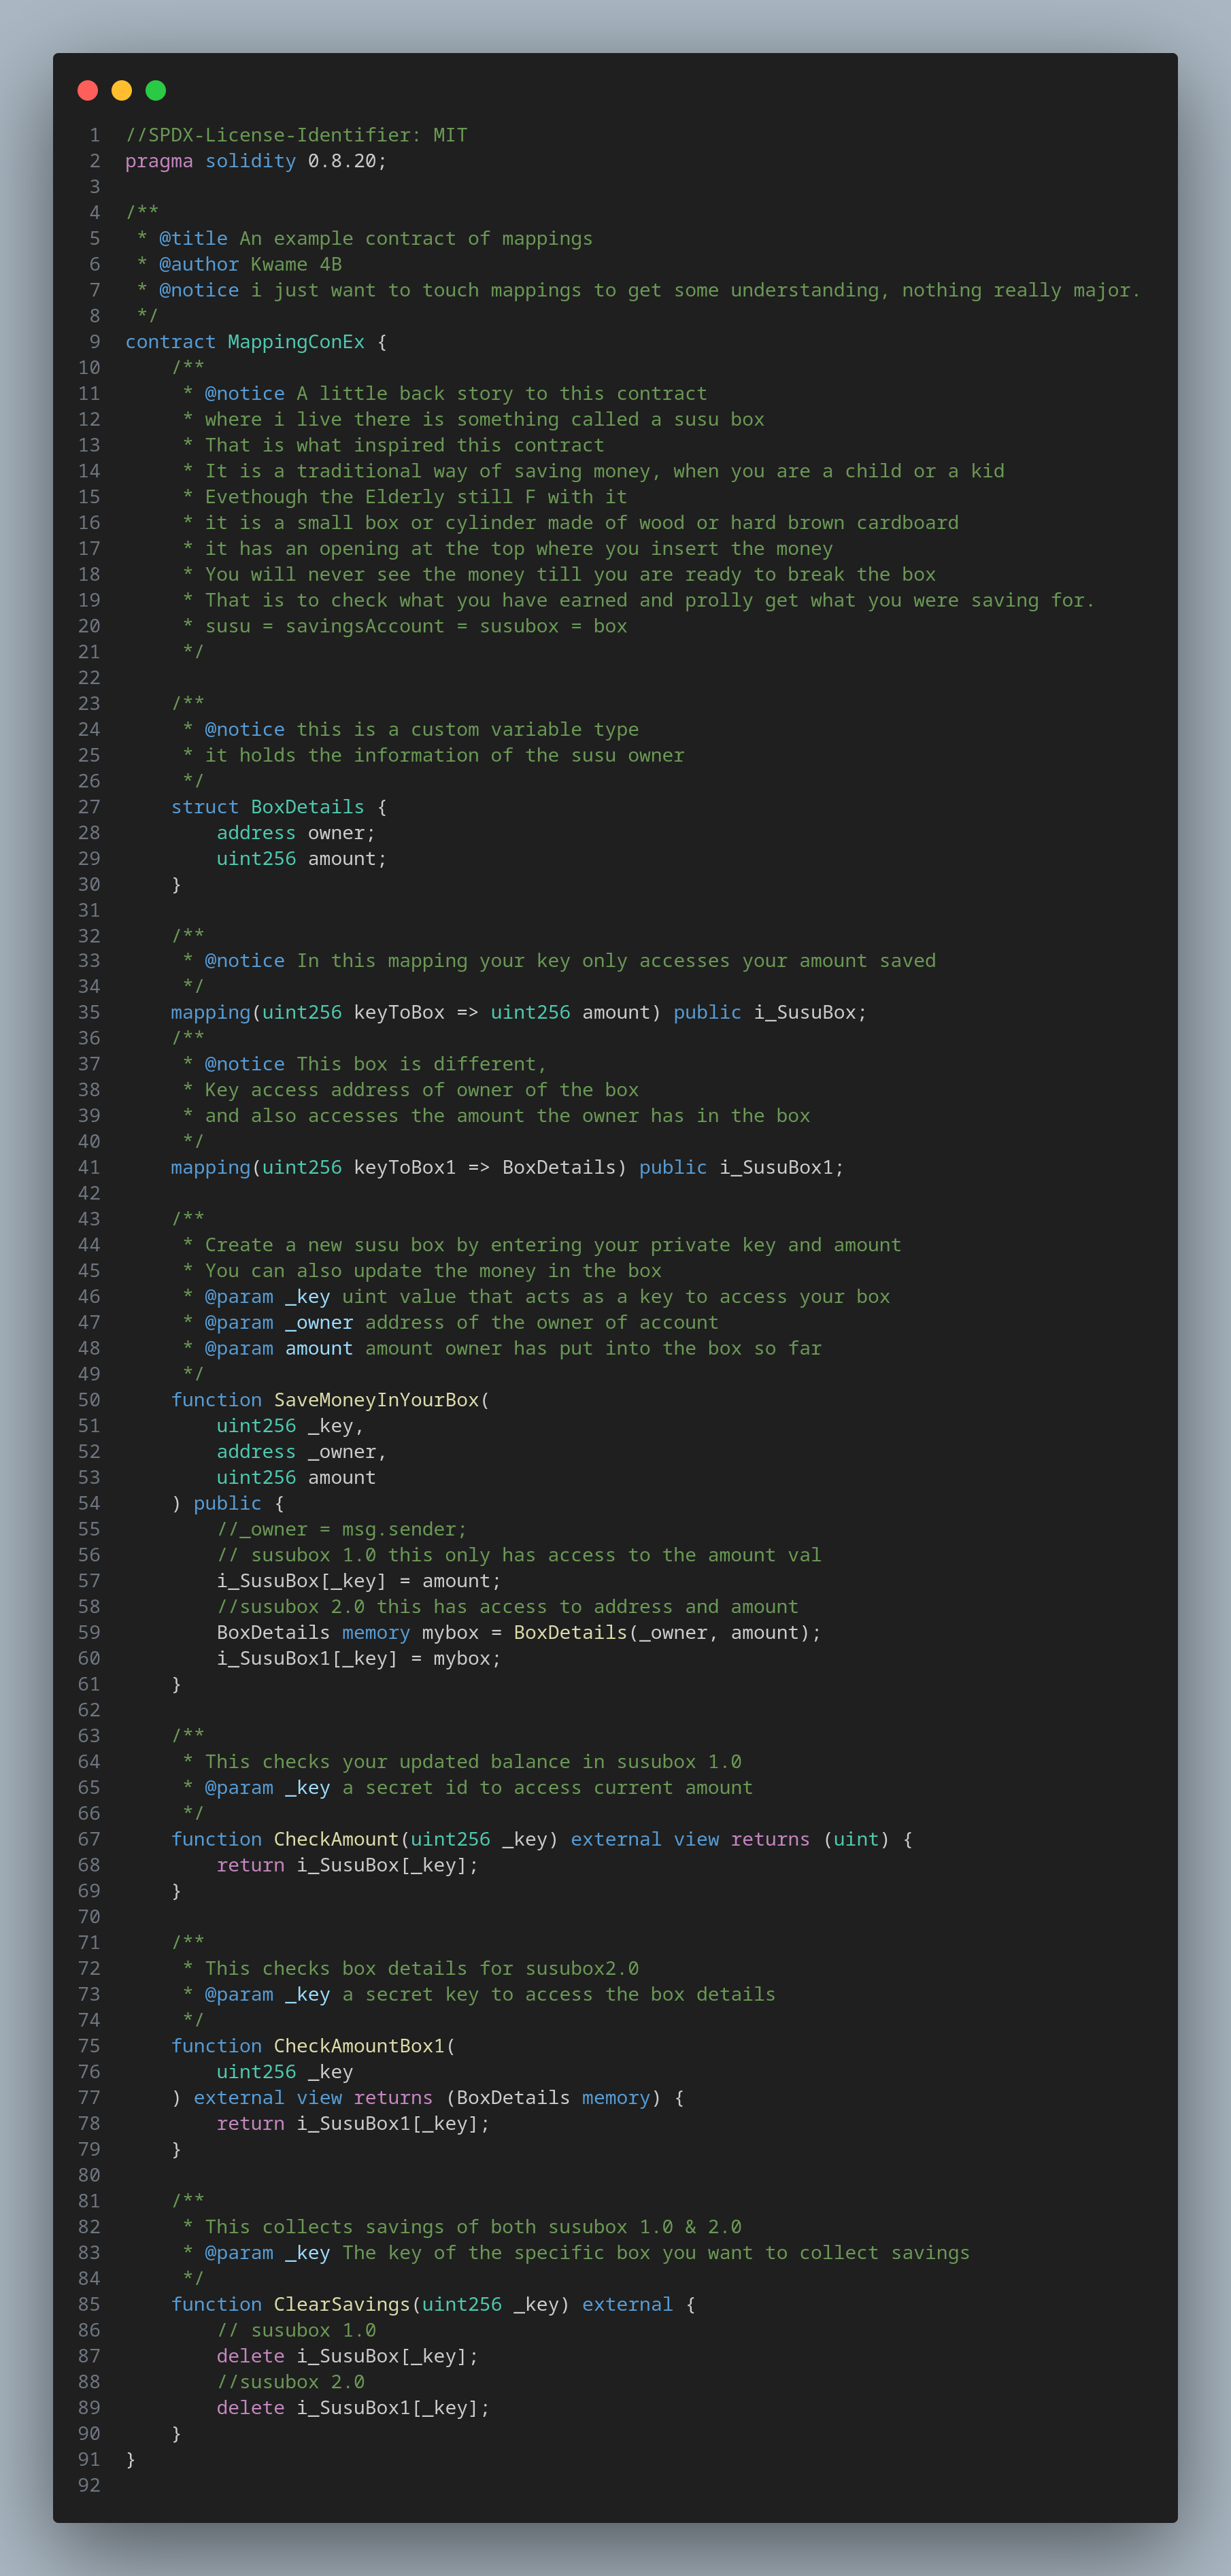 1 //SPDX-License-Identifier: MIT
2 pragma solidity 0.8.20;
3
4 /**
5  * @title An example contract of mappings
6  * @author Kwame 4B
7  * @notice i just want to touch mappings to get some understanding, nothing really major.
8  */
9 contract MappingConEx {
10     /**
11      * @notice A little back story to this contract
12      * where i live there is something called a susu box
13      * That is what inspired this contract
14      * It is a traditional way of saving money, when you are a child or a kid
15      * Evethough the Elderly still F with it
16      * it is a small box or cylinder made of wood or hard brown cardboard
17      * it has an opening at the top where you insert the money
18      * You will never see the money till you are ready to break the box
19      * That is to check what you have earned and prolly get what you were saving for.
20      * susu = savingsAccount = susubox = box
21      */
22
23     /**
24      * @notice this is a custom variable type
25      * it holds the information of the susu owner
26      */
27     struct BoxDetails {
28         address owner;
29         uint256 amount;
30     }
31
32     /**
33      * @notice In this mapping your key only accesses your amount saved
34      */
35     mapping(uint256 keyToBox => uint256 amount) public i_SusuBox;
36     /**
37      * @notice This box is different,
38      * Key access address of owner of the box
39      * and also accesses the amount the owner has in the box
40      */
41     mapping(uint256 keyToBox1 => BoxDetails) public i_SusuBox1;
42
43     /**
44      * Create a new susu box by entering your private key and amount
45      * You can also update the money in the box
46      * @param _key uint value that acts as a key to access your box
47      * @param _owner address of the owner of account
48      * @param amount amount owner has put into the box so far
49      */
50     function SaveMoneyInYourBox(
51         uint256 _key,
52         address _owner,
53         uint256 amount
54     ) public {
55         //_owner = msg.sender;
56         // susubox 1.0 this only has access to the amount val
57         i_SusuBox[_key] = amount;
58         //susubox 2.0 this has access to address and amount
59         BoxDetails memory mybox = BoxDetails(_owner, amount);
60         i_SusuBox1[_key] = mybox;
61     }
62
63     /**
64      * This checks your updated balance in susubox 1.0
65      * @param _key a secret id to access current amount
66      */
67     function CheckAmount(uint256 _key) external view returns (uint) {
68         return i_SusuBox[_key];
69     }
70
71     /**
72      * This checks box details for susubox2.0
73      * @param _key a secret key to access the box details
74      */
75     function CheckAmountBox1(
76         uint256 _key
77     ) external view returns (BoxDetails memory) {
78         return i_SusuBox1[_key];
79     }
80
81     /**
82      * This collects savings of both susubox 1.0 & 2.0
83      * @param _key The key of the specific box you want to collect savings
84      */
85     function ClearSavings(uint256 _key) external {
86         // susubox 1.0
87         delete i_SusuBox[_key];
88         //susubox 2.0
89         delete i_SusuBox1[_key];
90     }
91 }
92